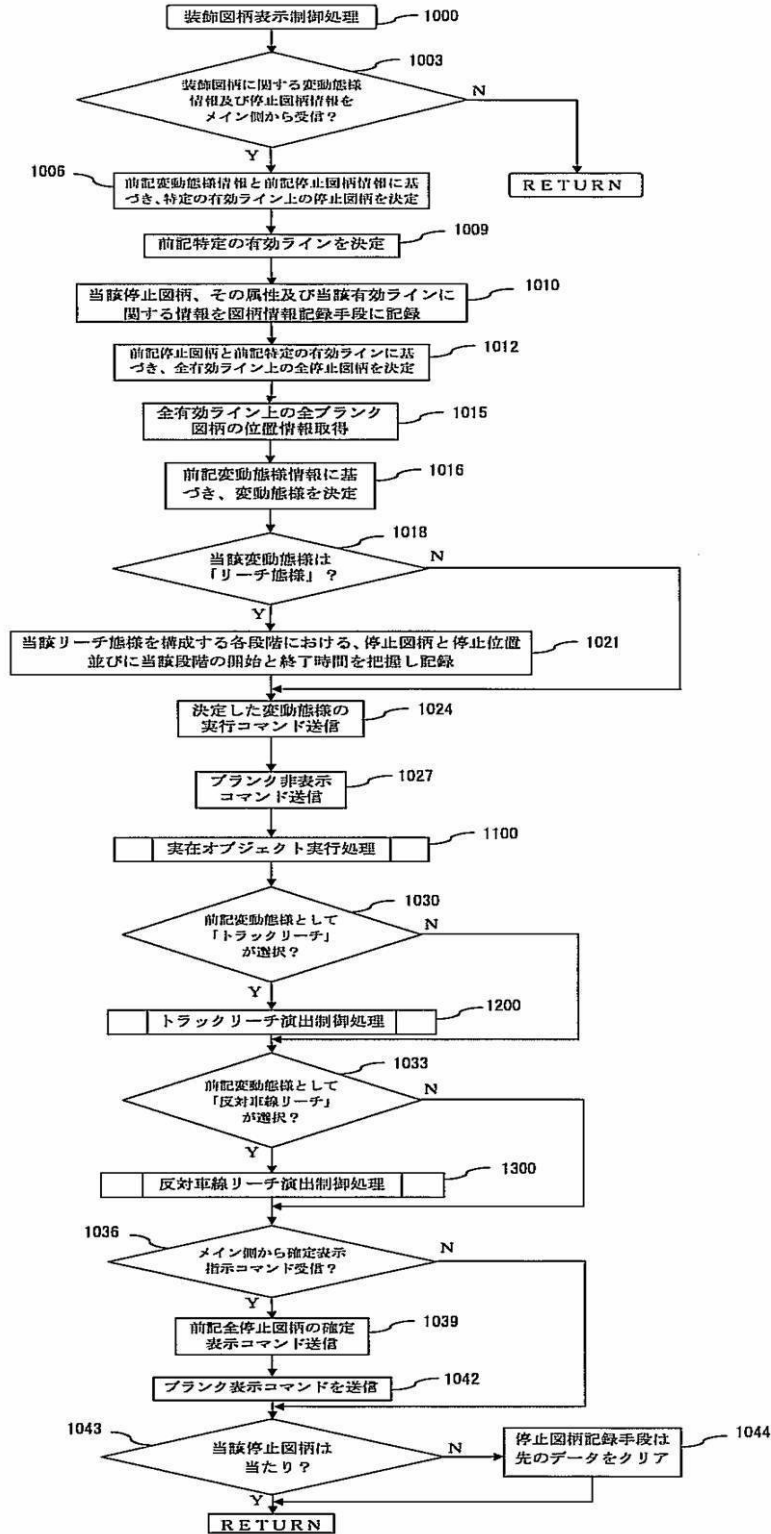 装飾図柄表示制御処理
1000
1003
装飾図柄に関する変動態様
情報及び停止図柄情報を
メイン側から受信？
N
Y
RETURN
1006
前記変動態様情報と前記停止図柄情報に基
づき、特定の有効ライン上の停止図柄を決定
1009
前記特定の有効ラインを決定
1010
当該停止図柄、その属性及び当該有効ラインに
関する情報を図柄情報記録手段に記録
1012
前記停止図柄と前記特定の有効ラインに基
づき、全有効ライン上の全停止図柄を決定
1015
全有効ライン上の全ブランク
図柄の位置情報取得
1016
前記変動態様情報に基
づき、変動態様を決定
1018
当該変動態様は
「リーチ態様」？
N
Y
当該リーチ態様を構成する各段階における、停止図柄と停止位置
並びに当該段階の開始と終了時間を把握し記録
1021
決定した変動態様の
実行コマンド送信
1024
ブランク非表示
コマンド送信
1027
実在オブジェクト実行処理
1100
1030
前記変動態様として
「トラックリーチ」
が選択？
N
Y
トラックリーチ演出制御処理
1200
1033
前記変動態様として
「反対車線リーチ」
が選択？
N
Y
反対車線リーチ演出制御処理
1300
1036
メイン側から確定表示
指示コマンド受信？
N
Y
前記全停止図柄の確定
表示コマンド送信
1039
ブランク表示コマンドを送信
1042
1043
当該停止図柄は
当たり？
N
停止図柄記録手段は
先のデータをクリア
1044
Y
RETURN